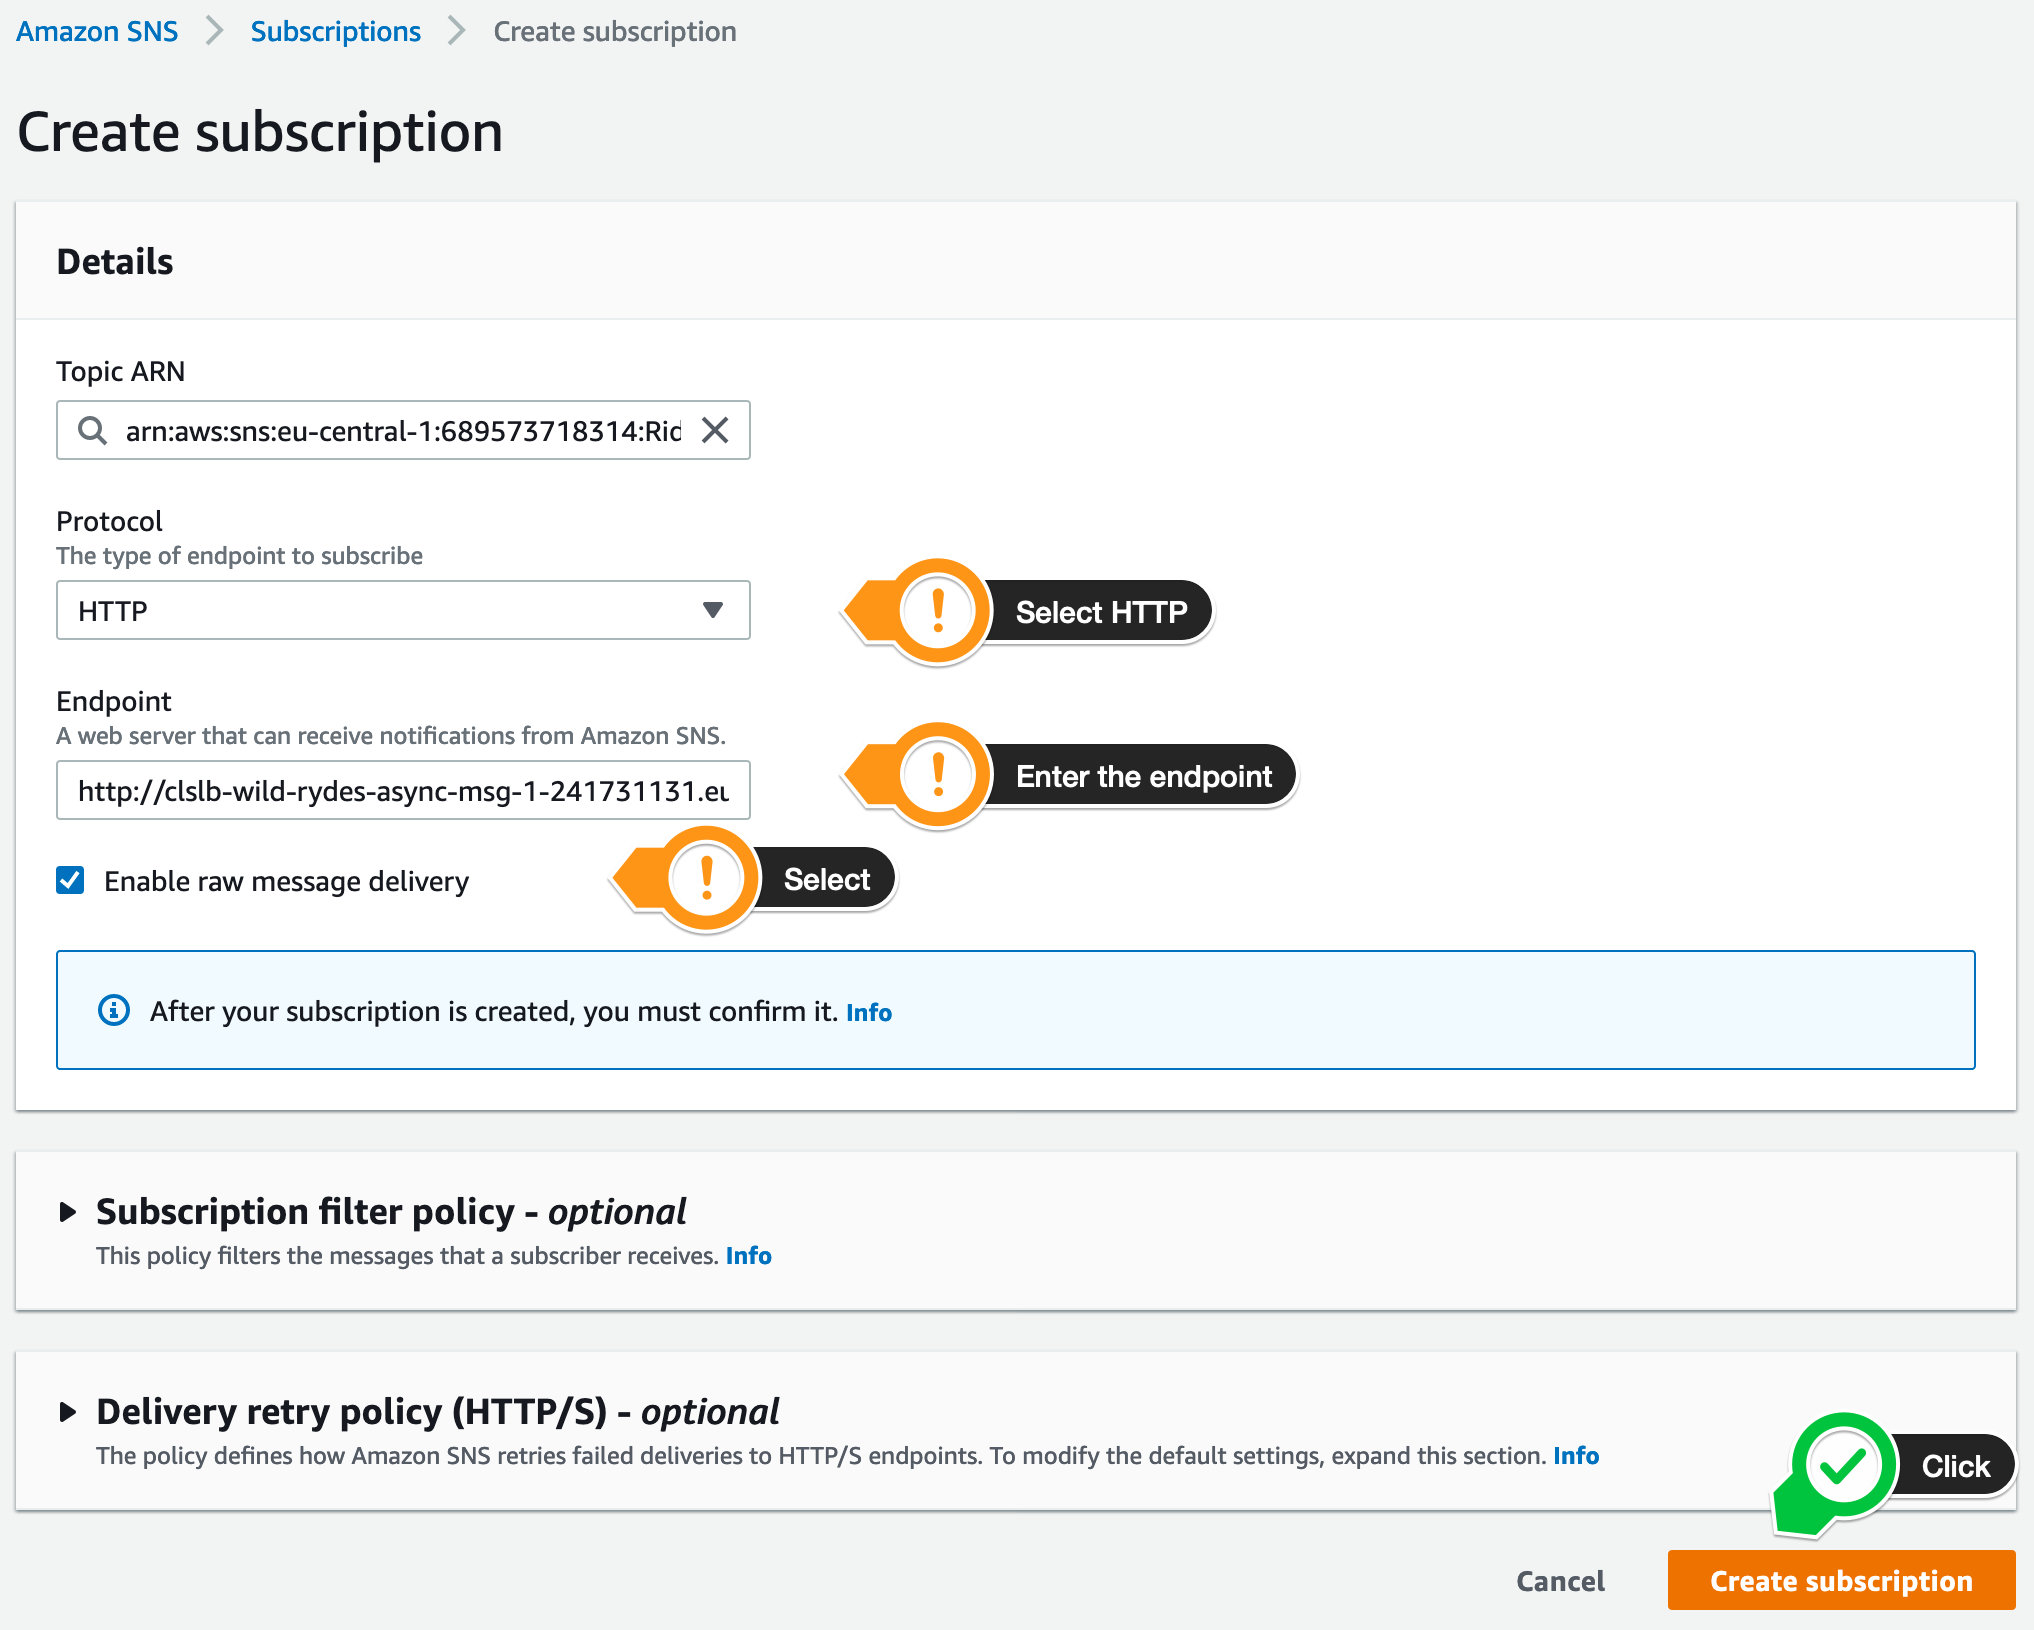 Amazon SNS > Subscriptions > Create subscription
Create subscription
Details
Topic ARN
arn:aws:sns:eu-central-1:689573718314:Rid
Protocol
The type of endpoint to subscribe
HTTP
Select HTTP
Endpoint
A web server that can receive notifications from Amazon SNS.
http://clslb-wild-rydes-async-msg-1-241731131.eu
Enter the endpoint
Enable raw message delivery
Select
After your subscription is created, you must confirm it. Info
Subscription filter policy - optional
This policy filters the messages that a subscriber receives. Info
Delivery retry policy (HTTP/S) - optional
The policy defines how Amazon SNS retries failed deliveries to HTTP/S endpoints. To modify the default settings, expand this section. Info
Click
Cancel
Create subscription